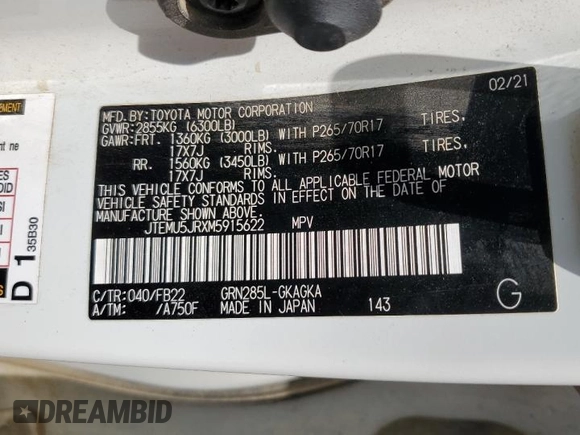 MFD. BY: TOYOTA MOTOR CORPORATION 02/21
GVWR: 2855KG (6300LB)
GAWR: FRT. 1360KG (3000LB) WITH P265/70R17 TIRES,
17X7J RIMS.
RR. 1560KG (3450LB) WITH P265/70R17 TIRES,
17X7J RIMS.
THIS VEHICLE CONFORMS TO ALL APPLICABLE FEDERAL MOTOR
VEHICLE SAFETY STANDARDS IN EFFECT ON THE DATE OF
MANUFACTURE SHOWN ABOVE.
JTEMU5JRXM5915622 MPV
C/TR: 040/FB22 GRN285L-GKAGKA
A/TM: /A750F MADE IN JAPAN 143
G
D 1
35B30
DREAMBID